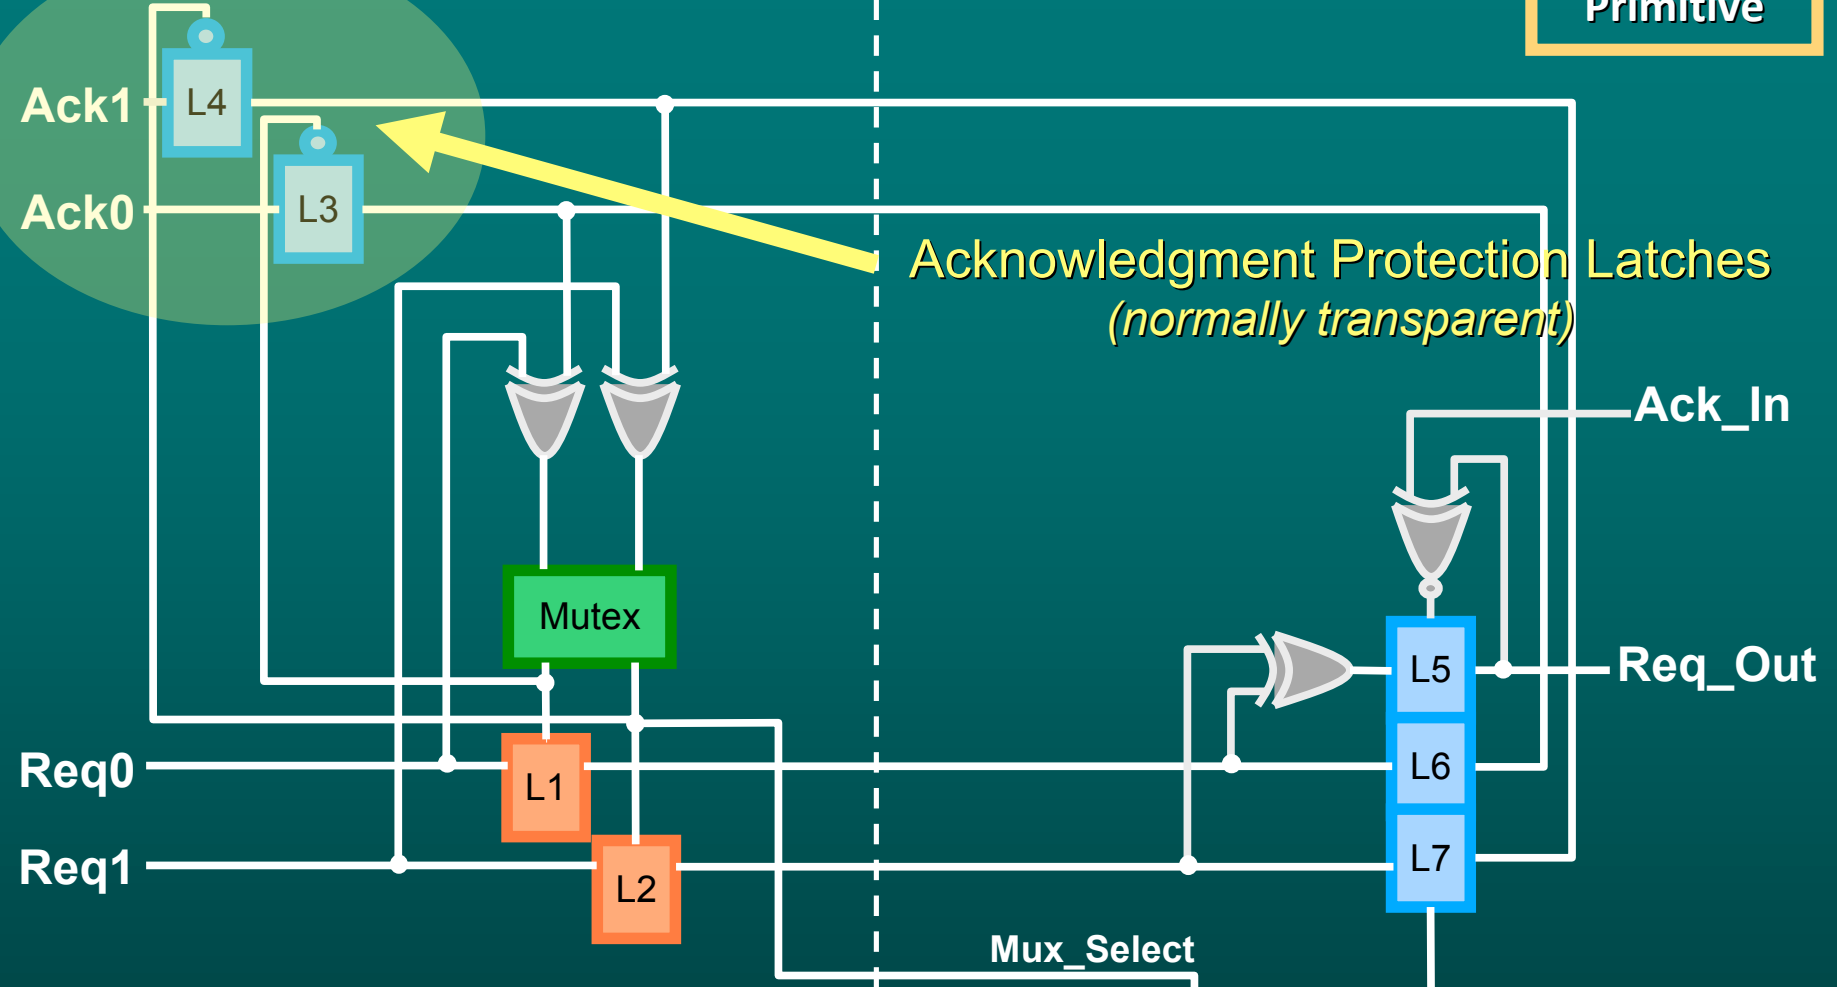 Primitive
Ack1
L4
Ack0
L3
Acknowledgment Protection Latches
(normally transparent)
Ack_In
Mutex
L5
Req_Out
Req0
L1
L6
Req1
L2
L7
Mux_Select